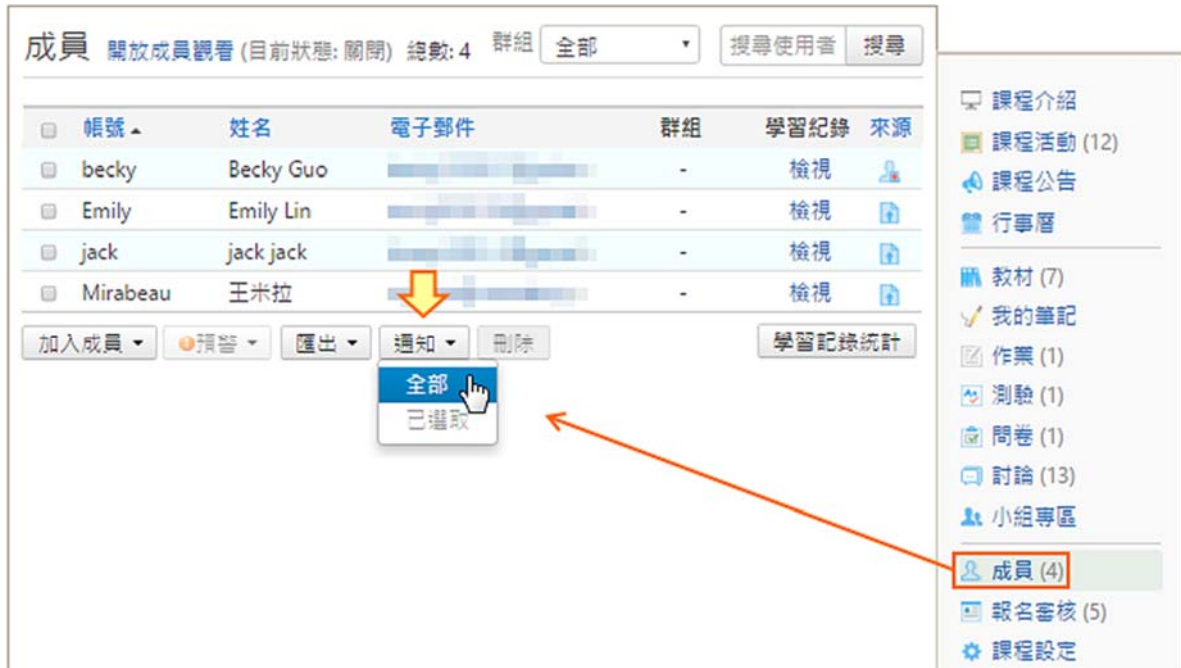 成員 開放成員觀看 (目前狀態: 關閉) 總數: 4 群組 全部 搜尋使用者 搜尋
帳號 姓名 電子郵件 群組 學習紀錄 來源
becky Becky Guo - 檢視
Emily Emily Lin - 檢視
jack jack jack - 檢視
Mirabeau 王米拉 - 檢視
加入成員 預警 匯出 通知 刪除 學習記錄統計
全部
已選取
課程介紹
課程活動 (12)
課程公告
行事曆
教材 (7)
我的筆記
作業 (1)
測驗 (1)
問卷 (1)
討論 (13)
小組專區
成員 (4)
報名審核 (5)
課程設定